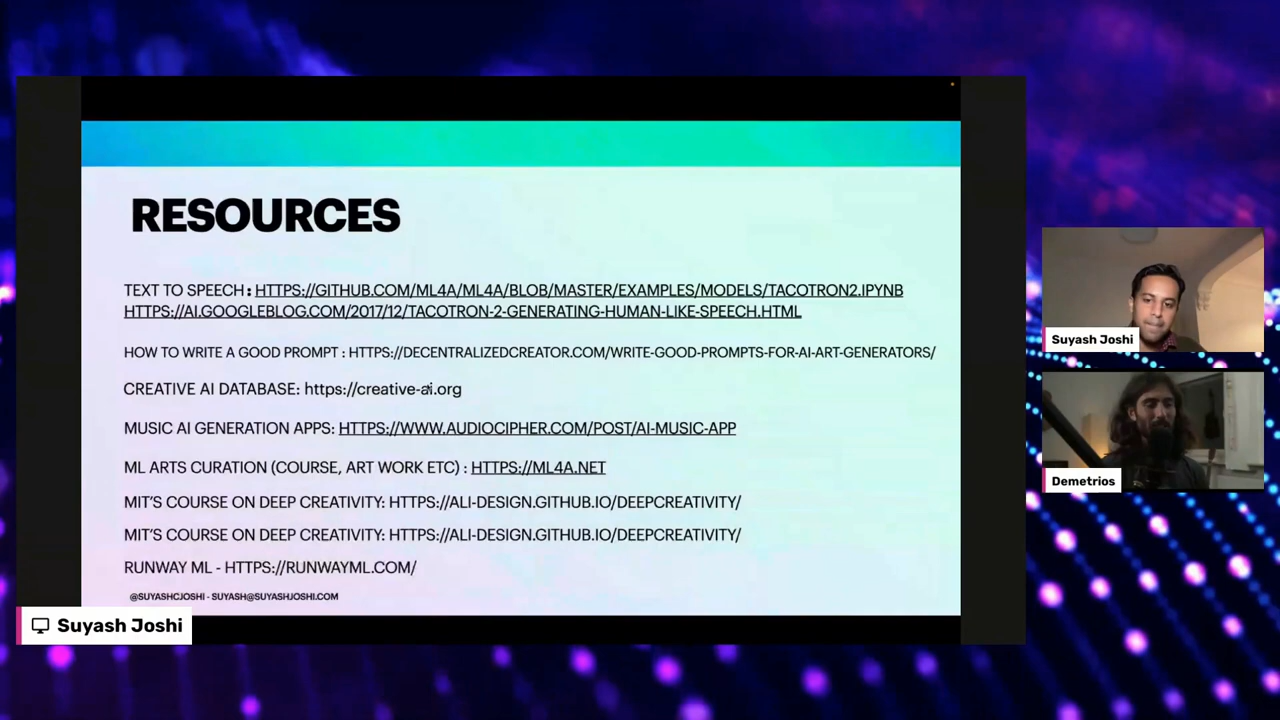 RESOURCES
TEXT TO SPEECH: HTTPS://GITHUB.COM/ML4A/ML4A/BLOB/MASTER/EXAMPLES/MODELS/TACOTRON2.IPYNB
HTTPS://AI.GOOGLEBLOG.COM/2017/12/TACOTRON-2-GENERATING-HUMAN-LIKE-SPEECH.HTML
HOW TO WRITE A GOOD PROMPT : HTTPS://DECENTRALIZEDCREATOR.COM/WRITE-GOOD-PROMPTS-FOR-AI-ART-GENERATORS/
CREATIVE AI DATABASE: https://creative-ai.org
MUSIC AI GENERATION APPS: HTTPS://WWW.AUDIOCIPHER.COM/POST/AI-MUSIC-APP
ML ARTS CURATION (COURSE, ART WORK ETC) : HTTPS://ML4A.NET
MIT'S COURSE ON DEEP CREATIVITY: HTTPS://ALI-DESIGN.GITHUB.IO/DEEPCREATIVITY/
MIT'S COURSE ON DEEP CREATIVITY: HTTPS://ALI-DESIGN.GITHUB.IO/DEEPCREATIVITY/
RUNWAY ML - HTTPS://RUNWAYML.COM/
@SUYASHCJOSHI - SUYASH@SUYASHJOSHI.COM
Suyash Joshi
Suyash Joshi
Demetrios